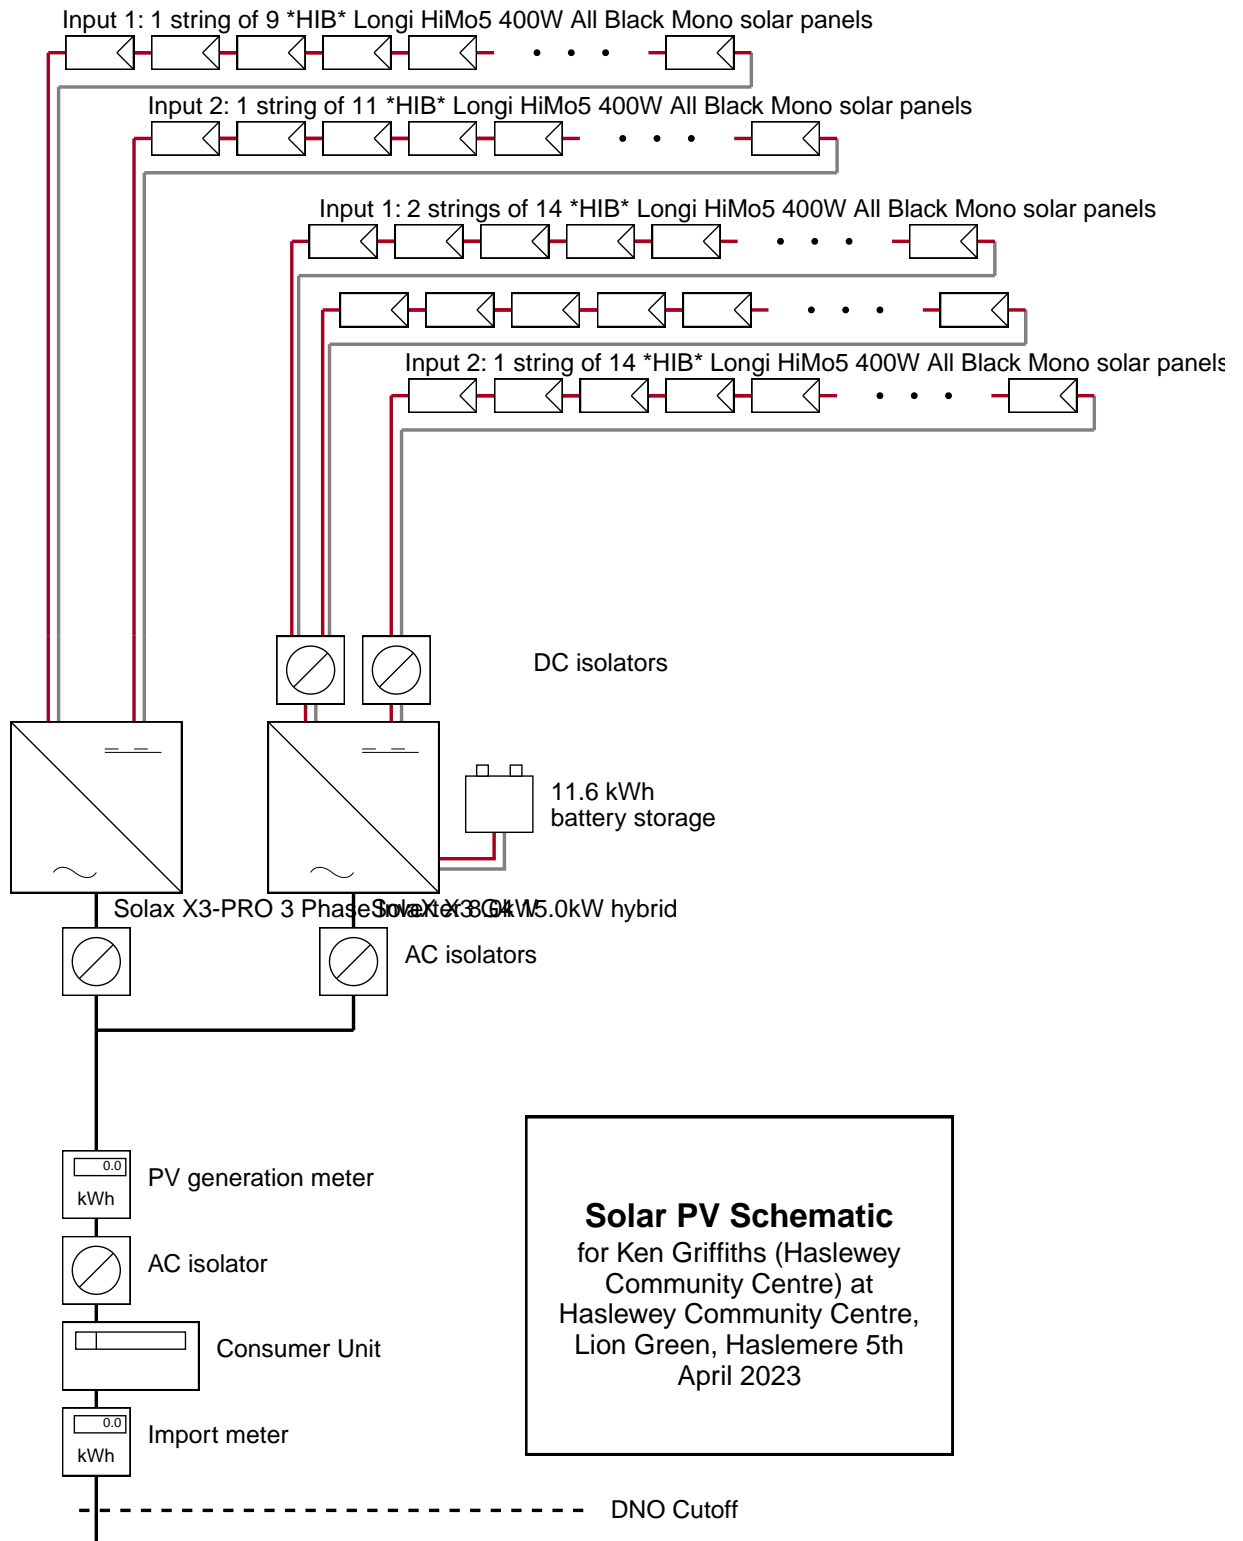 Input 1: 1 string of 9 *HIB* Longi HiMo5 400W All Black Mono solar panels
Input 2: 1 string of 11 *HIB* Longi HiMo5 400W All Black Mono solar panels
Input 1: 2 strings of 14 *HIB* Longi HiMo5 400W All Black Mono solar panels
Input 2: 1 string of 14 *HIB* Longi HiMo5 400W All Black Mono solar panels
DC isolators
11.6 kWh
battery storage
Solax X3-PRO 3 Phase
15.0kW hybrid
AC isolators
0.0
kWh
PV generation meter
AC isolator
Consumer Unit
0.0
kWh
Import meter
DNO Cutoff
Solar PV Schematic
for Ken Griffiths (Haslewey
Community Centre) at
Haslewey Community Centre,
Lion Green, Haslemere 5th
April 2023